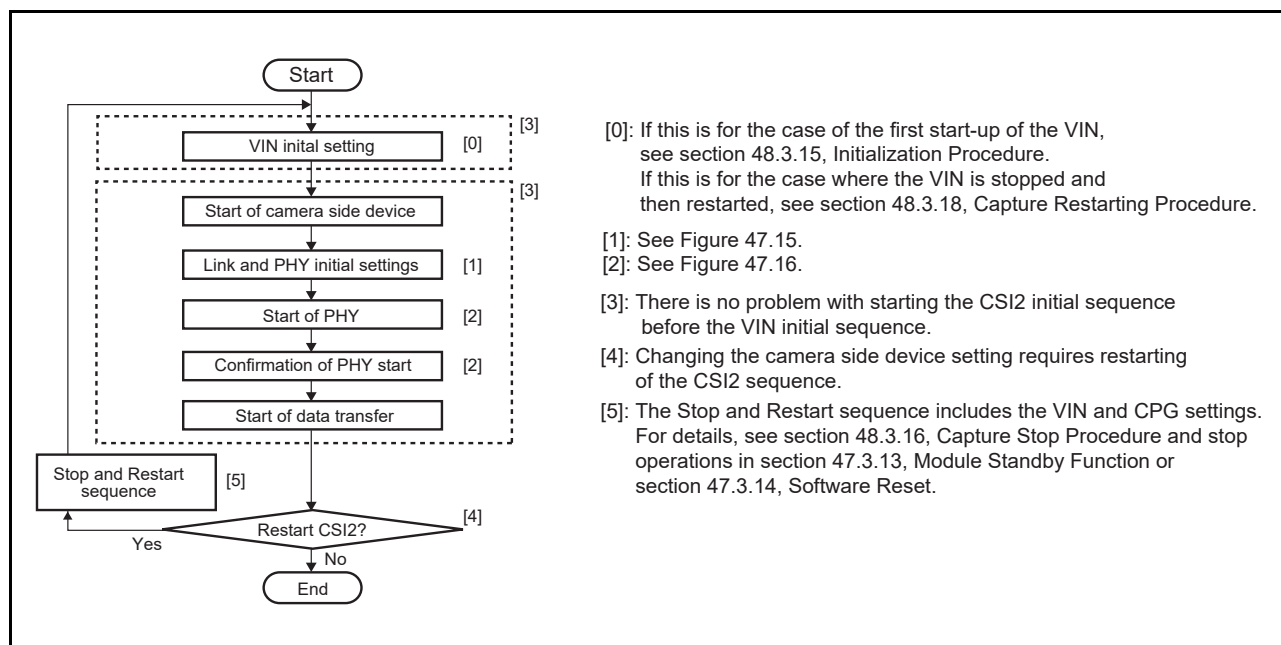 Start
[3]
VIN inital setting
[0]
[3]
Start of camera side device
Link and PHY initial settings
[1]
Start of PHY
[2]
Confirmation of PHY start
[2]
Start of data transfer
Stop and Restart
sequence
[5]
Restart CSI2?
[4]
Yes
No
End
[0]: If this is for the case of the first start-up of the VIN,
see section 48.3.15, Initialization Procedure.
If this is for the case where the VIN is stopped and
then restarted, see section 48.3.18, Capture Restarting Procedure.
[1]: See Figure 47.15.
[2]: See Figure 47.16.
[3]: There is no problem with starting the CSI2 initial sequence
before the VIN initial sequence.
[4]: Changing the camera side device setting requires restarting
of the CSI2 sequence.
[5]: The Stop and Restart sequence includes the VIN and CPG settings.
For details, see section 48.3.16, Capture Stop Procedure and stop
operations in section 47.3.13, Module Standby Function or
section 47.3.14, Software Reset.